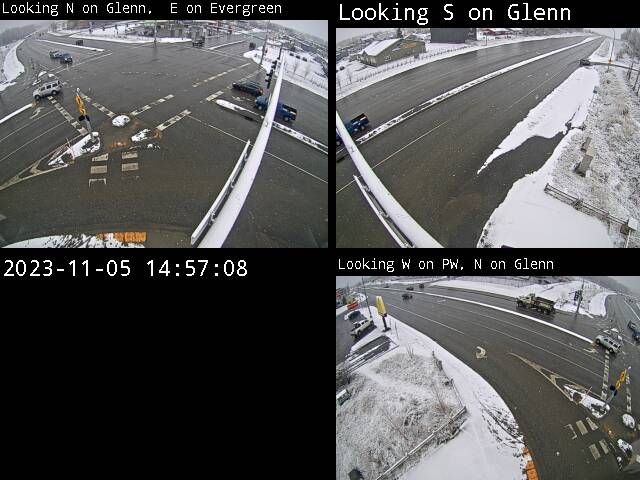 Looking N on Glenn,  E on Evergreen
Looking S on Glenn
2023-11-05 14:57:08
Looking W on PW, N on Glenn